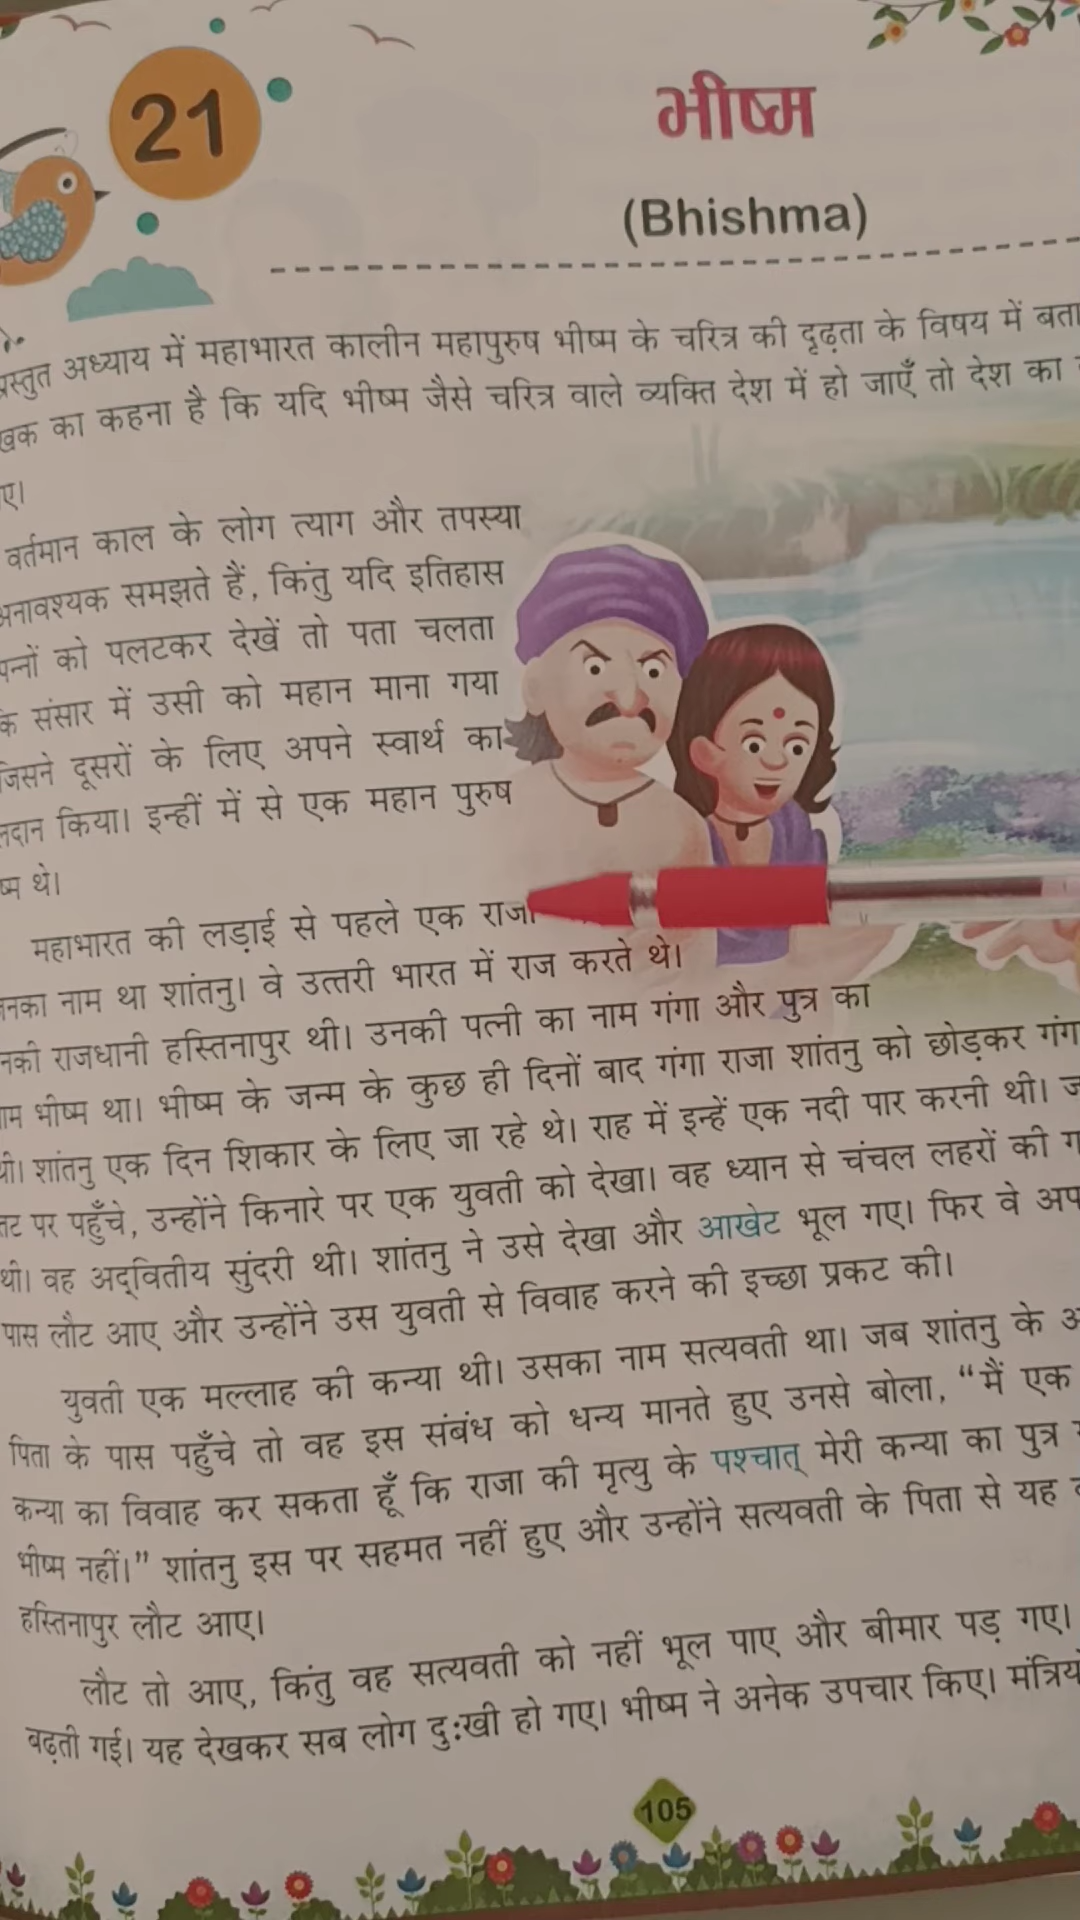 21
भीष्म
(Bhishma)
प्रस्तुत अध्याय में महाभारत कालीन महापुरुष भीष्म के चरित्र की दृढ़ता के विषय में बता
का कहना है कि यदि भीष्म जैसे चरित्र वाले व्यक्ति देश में हो जाएँ तो देश का
वर्तमान काल के लोग त्याग और तपस्या
अनावश्यक समझते हैं, किंतु यदि इतिहास
पन्नों को पलटकर देखें तो पता चलता
संसार में उसी को महान माना गया
जिसने दूसरों के लिए अपने स्वार्थ का
किया। इन्हीं में से एक महान पुरुष
थे।
महाभारत की लड़ाई से पहले एक राजा
नाम था शांतनु। वे उत्तरी भारत में राज करते थे।
राजधानी हस्तिनापुर थी। उनकी पत्नी का नाम गंगा और पुत्र का
भीष्म था। भीष्म के जन्म के कुछ ही दिनों बाद गंगा राजा शांतनु को छोड़कर गंग
थी। शांतनु एक दिन शिकार के लिए जा रहे थे। राह में इन्हें एक नदी पार करनी थी। ज
तट पर पहुँचे, उन्होंने किनारे पर एक युवती को देखा। वह ध्यान से चंचल लहरों की ग
थी। वह अद्‌वितीय सुंदरी थी। शांतनु ने उसे देखा और आखेट भूल गए। फिर वे अप
पास लौट आए और उन्होंने उस युवती से विवाह करने की इच्छा प्रकट की।
युवती एक मल्लाह की कन्या थी। उसका नाम सत्यवती था। जब शांतनु के अ
पिता के पास पहुँचे तो वह इस संबंध को धन्य मानते हुए उनसे बोला, “मैं एक
कन्या का विवाह कर सकता हूँ कि राजा की मृत्यु के पश्चात् मेरी कन्या का पुत्र
भीष्म नहीं।” शांतनु इस पर सहमत नहीं हुए और उन्होंने सत्यवती के पिता से यह
हस्तिनापुर लौट आए।
लौट तो आए, किंतु वह सत्यवती को नहीं भूल पाए और बीमार पड़ गए।
बढ़ती गई। यह देखकर सब लोग दु:खी हो गए। भीष्म ने अनेक उपचार किए। मंत्रियों
105